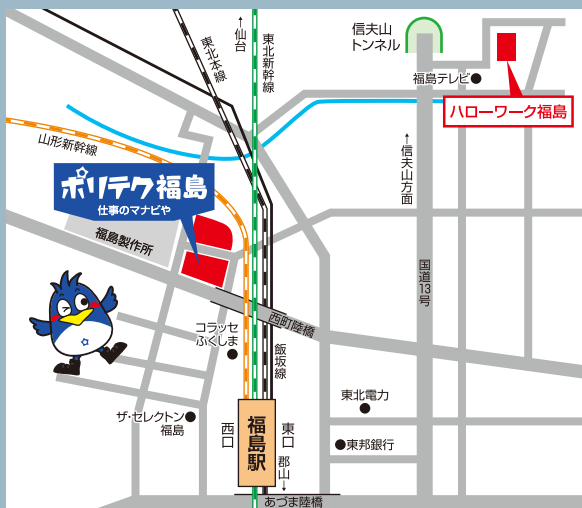 ←仙台
東北新幹線
東北本線
信夫山
トンネル
福島テレビ
ハローワーク福島
山形新幹線
←信夫山方面
ポリテク福島
仕事のマナビや
福島製作所
国道13号
西町陸橋
コラッセ
ふくしま
飯坂線
東北電力
ザ・セレクトン
福島
西口
福島駅
東口
東邦銀行
郡山→
あづま陸橋